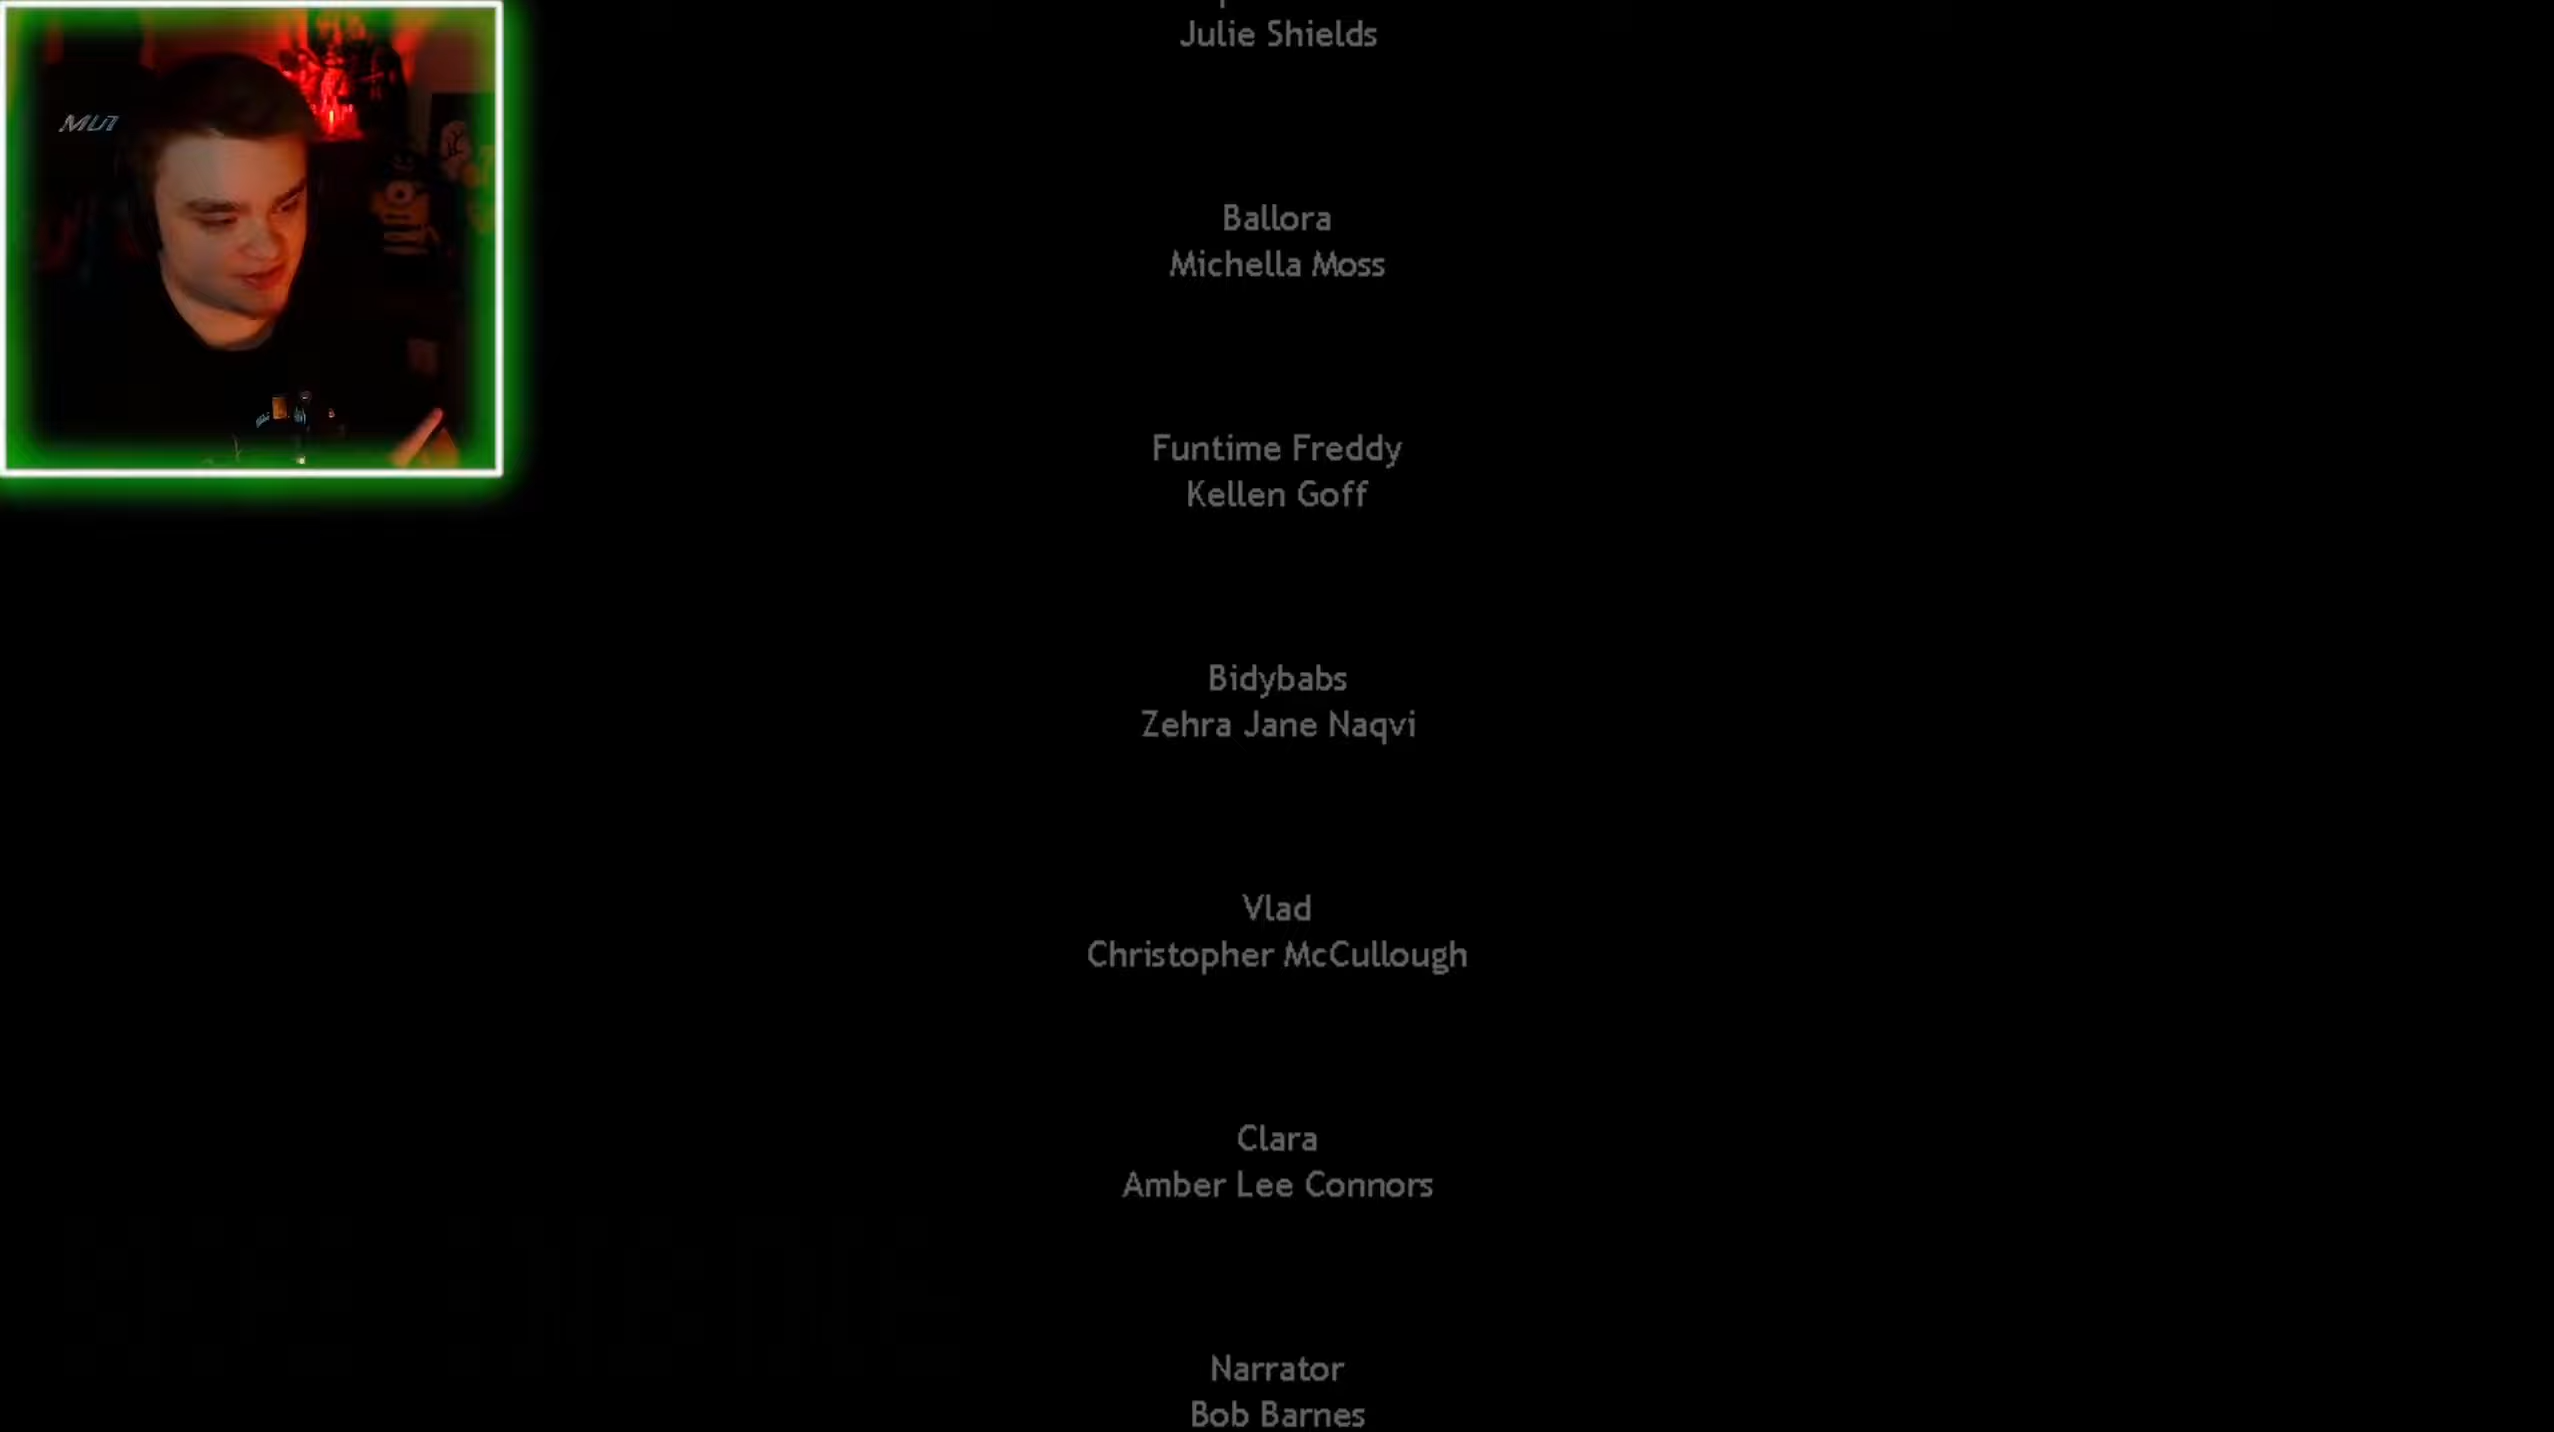 Julie Shields
Ballora
Michella Moss
Funtime Freddy
Kellen Goff
Bidybabs
Zehra Jane Naqvi
Vlad
Christopher McCullough
Clara
Amber Lee Connors
Narrator
Bob Barnes